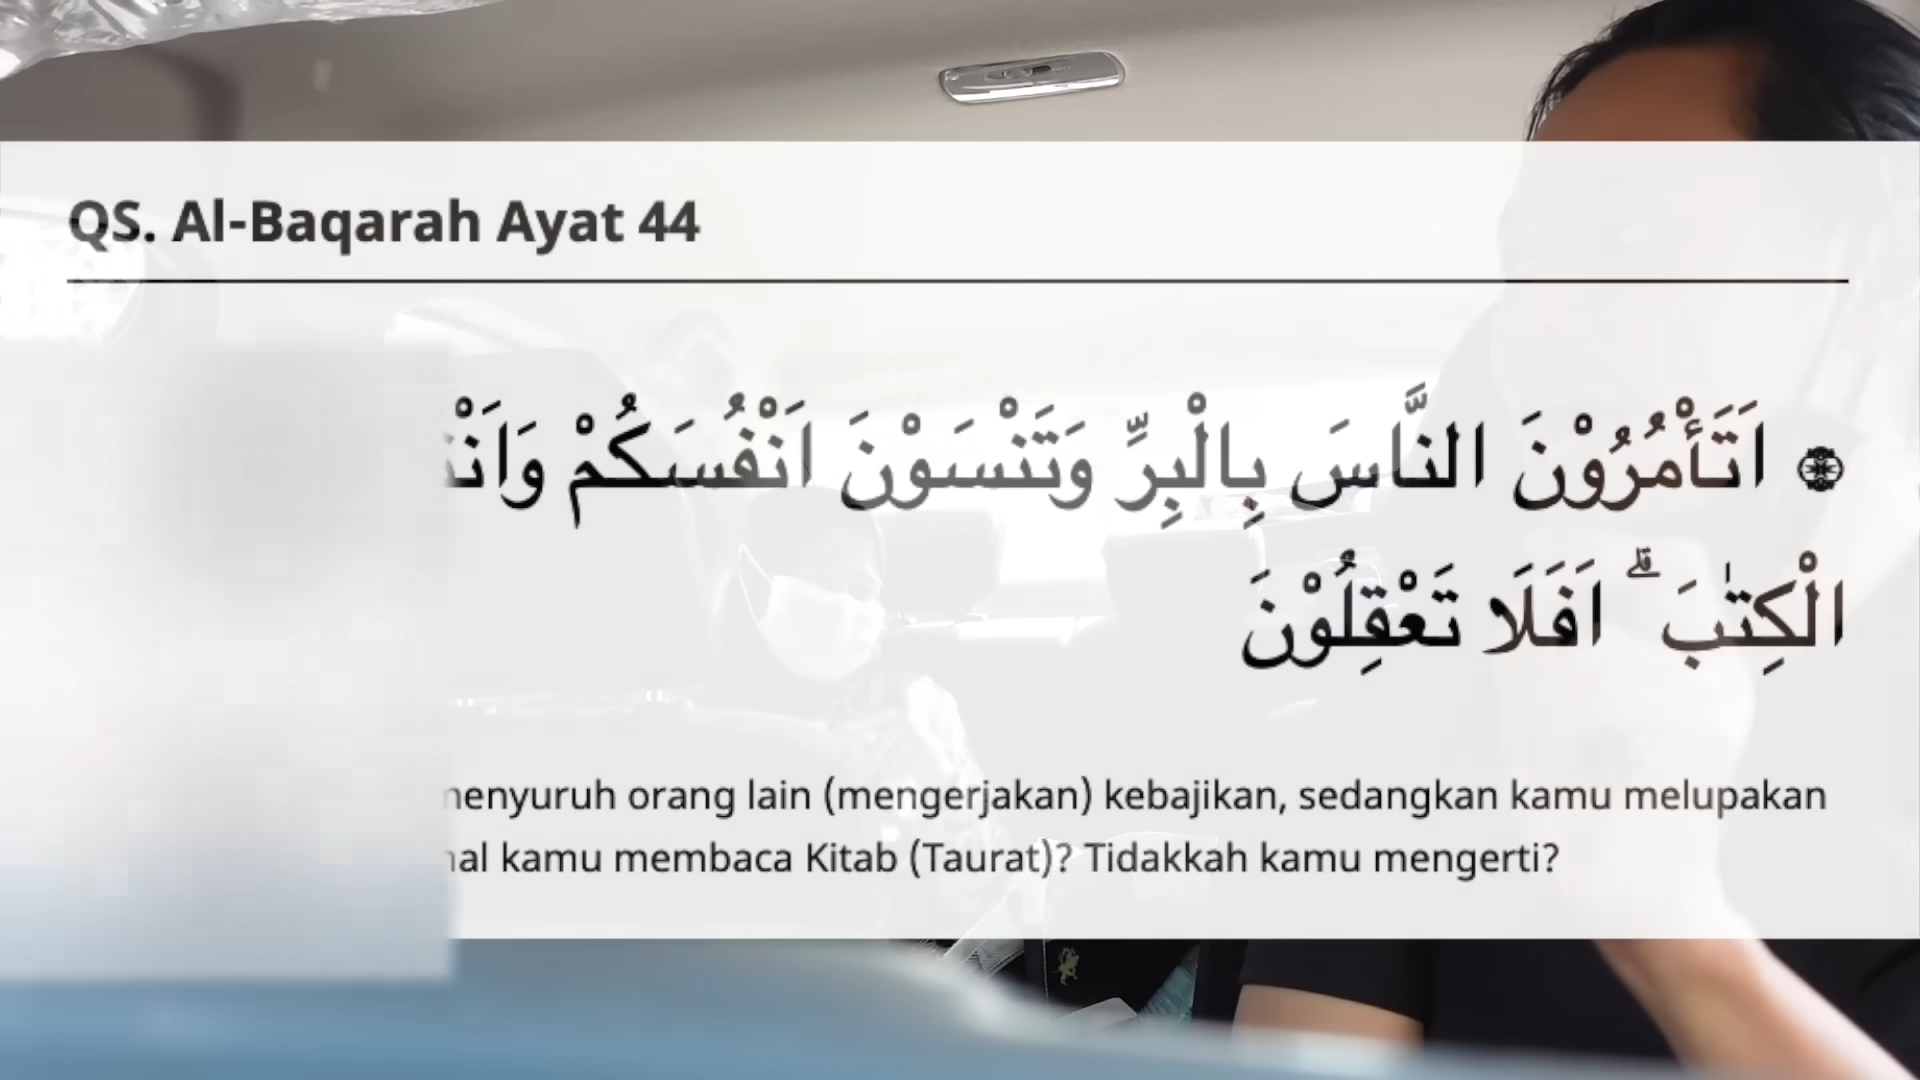 QS. Al-Baqarah Ayat 44
۞ اَتَأْمُرُوْنَ النَّاسَ بِالْبِرِّ وَتَنْسَوْنَ اَنْفُسَكُمْ
الْكِتٰبَ ۗ اَفَلَا تَعْقِلُوْنَ
orang lain (mengerjakan) kebajikan, sedangkan kamu melupakan
kamu membaca Kitab (Taurat)? Tidakkah kamu mengerti?